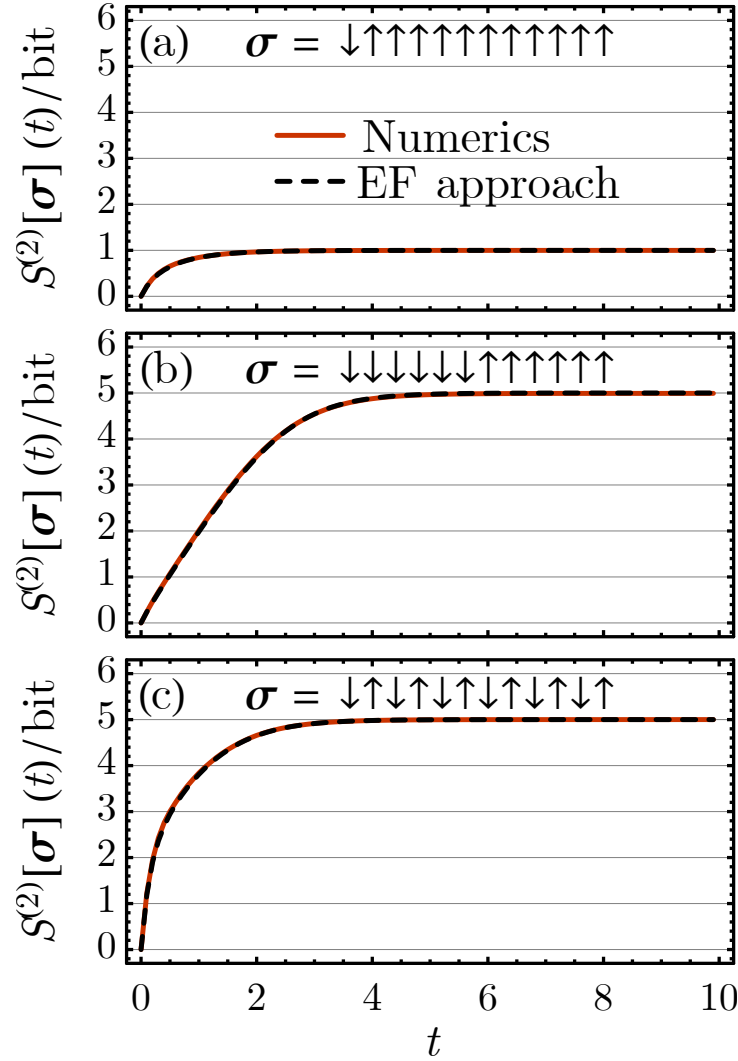 (a) σ = ↓↑↑↑↑↑↑↑↑↑↑↑
S⁽²⁾[σ] (t)/bit
6
5
4
3
2
1
0
Numerics
EF approach
(b) σ = ↓↓↓↓↓↓↑↑↑↑↑↑
S⁽²⁾[σ] (t)/bit
6
5
4
3
2
1
0
(c) σ = ↓↑↓↑↓↑↓↑↓↑↓↑
S⁽²⁾[σ] (t)/bit
6
5
4
3
2
1
0
0 2 4 6 8 10
t